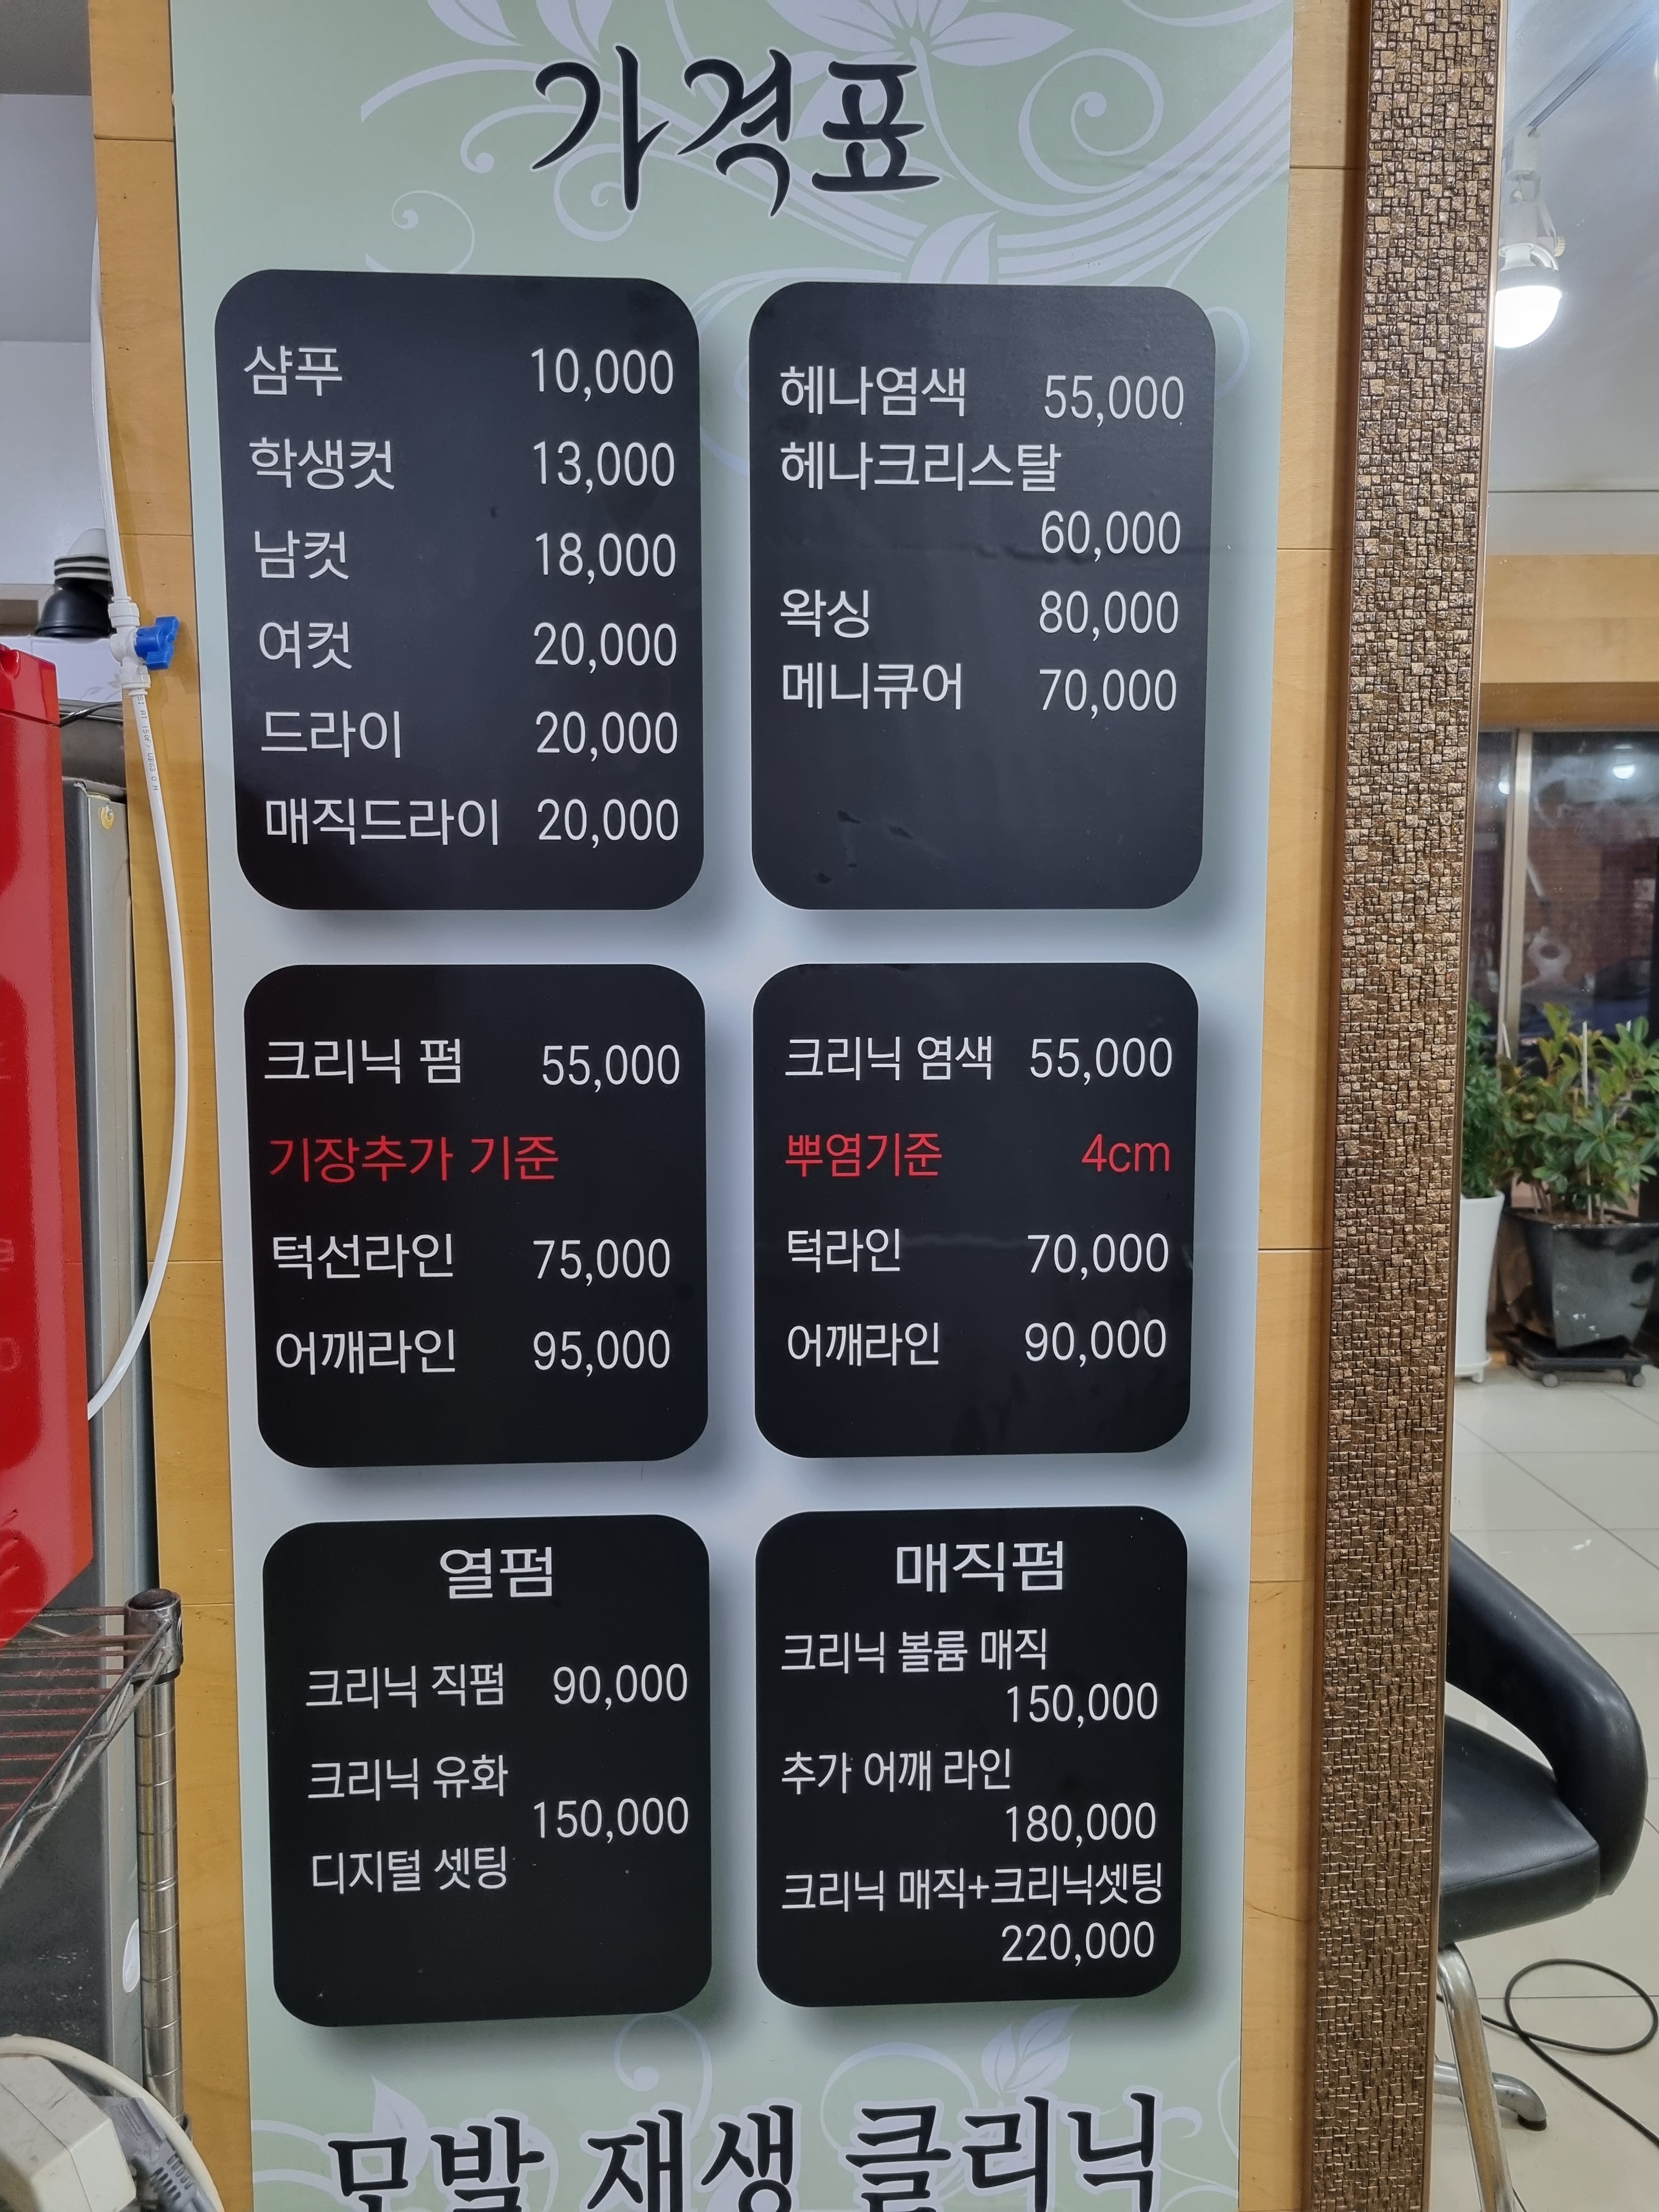 가격표
샴푸 10,000
학생컷 13,000
남컷 18,000
여컷 20,000
드라이 20,000
매직드라이 20,000
헤나염색 55,000
헤나크리스탈
60,000
왁싱 80,000
메니큐어 70,000
크리닉 펌 55,000
기장추가 기준
턱선라인 75,000
어깨라인 95,000
크리닉 염색 55,000
뿌염기준 4cm
턱라인 70,000
어깨라인 90,000
열펌
크리닉 직펌 90,000
크리닉 유화
150,000
디지털 셋팅
매직펌
크리닉 볼륨 매직
150,000
추가 어깨 라인
180,000
크리닉 매직+크리닉셋팅
220,000
모발 재생 클리닉